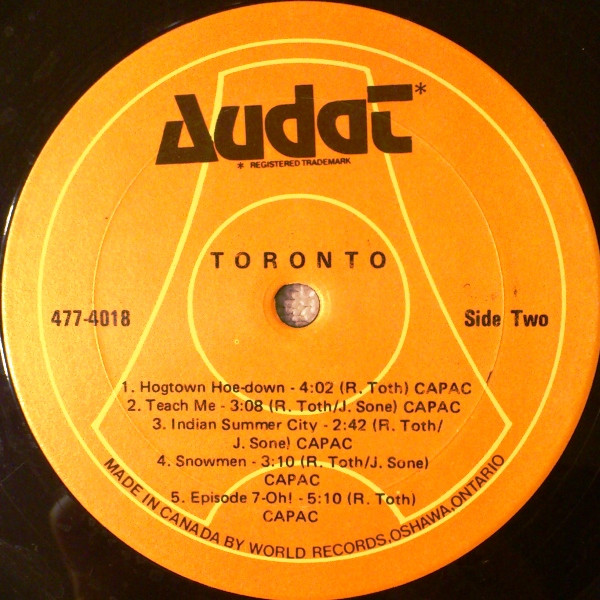 Audat*
* REGISTERED TRADEMARK
TORONTO
477-4018 Side Two
1. Hogtown Hoe-down - 4:02 (R. Toth) CAPAC
2. Teach Me - 3:08 (R. Toth/J. Sone) CAPAC
3. Indian Summer City - 2:42 (R. Toth/
J. Sone) CAPAC
4. Snowmen - 3:10 (R. Toth/J. Sone)
CAPAC
5. Episode 7-Oh! - 5:10 (R. Toth)
CAPAC
MADE IN CANADA BY WORLD RECORDS,OSHAWA,ONTARIO